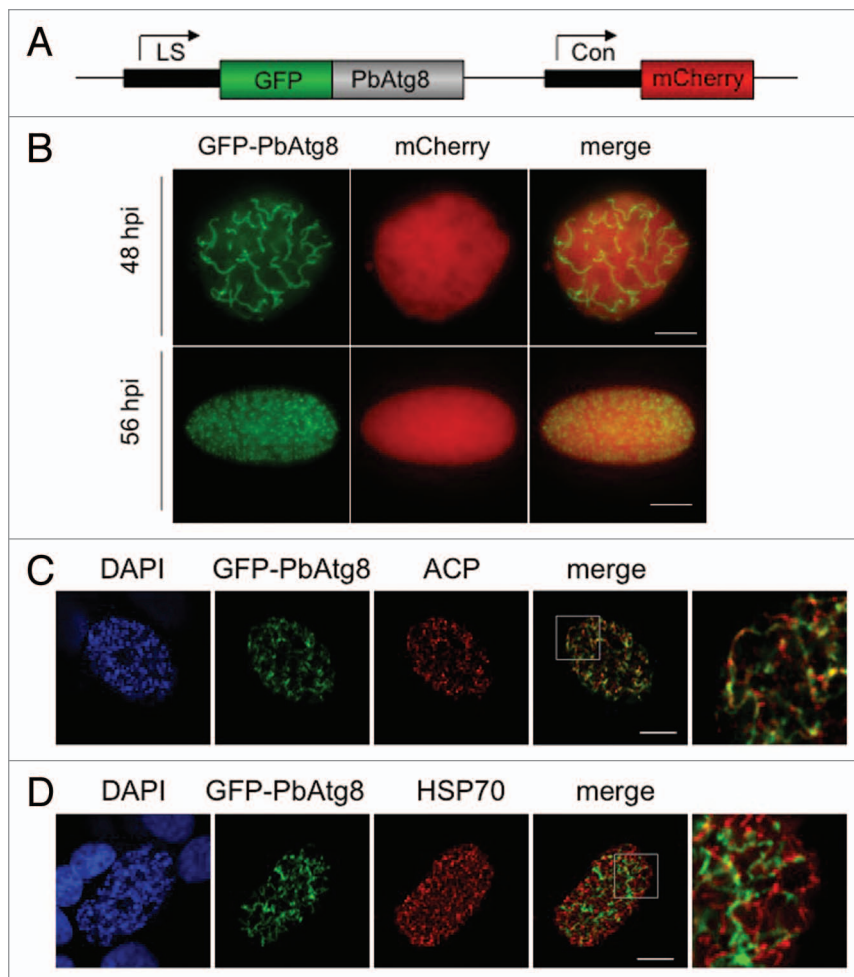 A
LS
Con
GFP
PbAtg8
mCherry
B
GFP-PbAtg8 mCherry merge
48 hpi
56 hpi
C
DAPI GFP-PbAtg8 ACP merge
D
DAPI GFP-PbAtg8 HSP70 merge